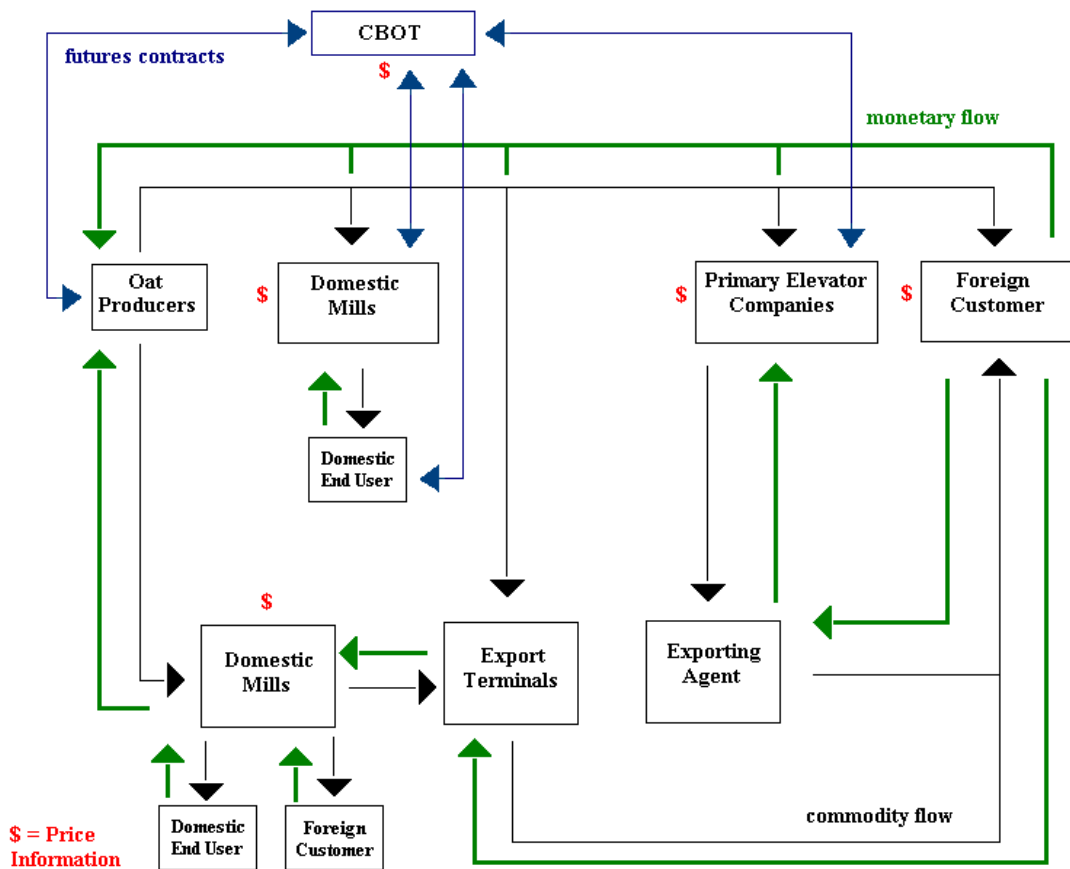 CBOT
futures contracts
$
monetary flow
Oat
Producers
$
Domestic
Mills
$
Primary Elevator
Companies
$
Foreign
Customer
Domestic
End User
$
Domestic
Mills
Export
Terminals
Exporting
Agent
commodity flow
Domestic
End User
Foreign
Customer
$ = Price
Information